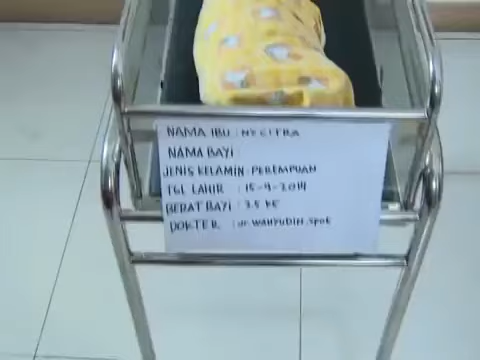 NAMA IBU : NY CITRA
NAMA BAYI :
JENIS KELAMIN : PEREMPUAN
TGL LAHIR : 15-4-2014
BERAT BAYI : 3.5 KG
DOKTER : dr. WAHYUDIN. SPOG